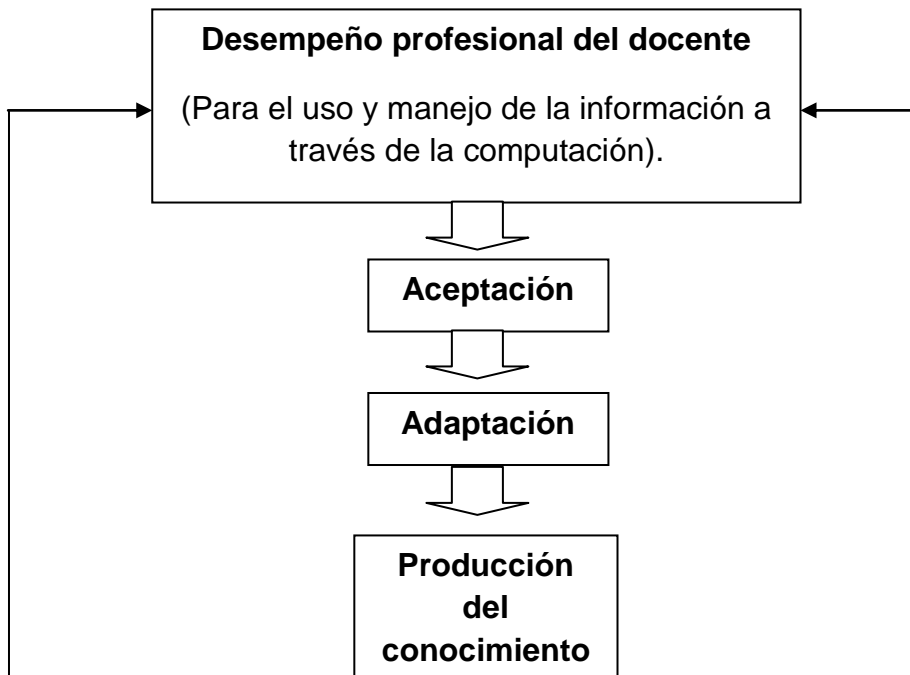 Desempeño profesional del docente
(Para el uso y manejo de la información a
través de la computación).
Aceptación
Adaptación
Producción
del
conocimiento